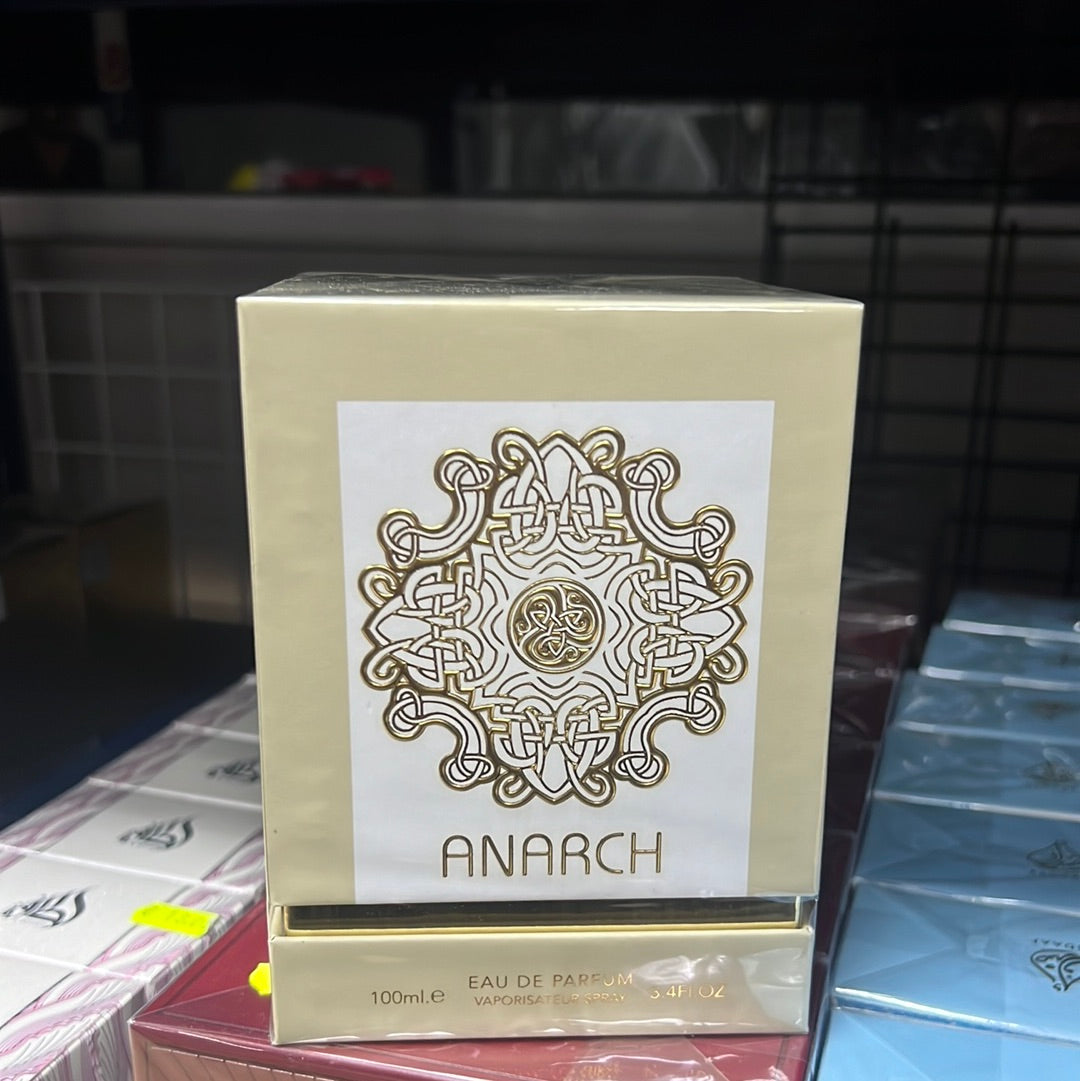 ANARCH
EAU DE PARFUM
100ml.e VAPORISATEUR SPRAY 3.4Fl OZ